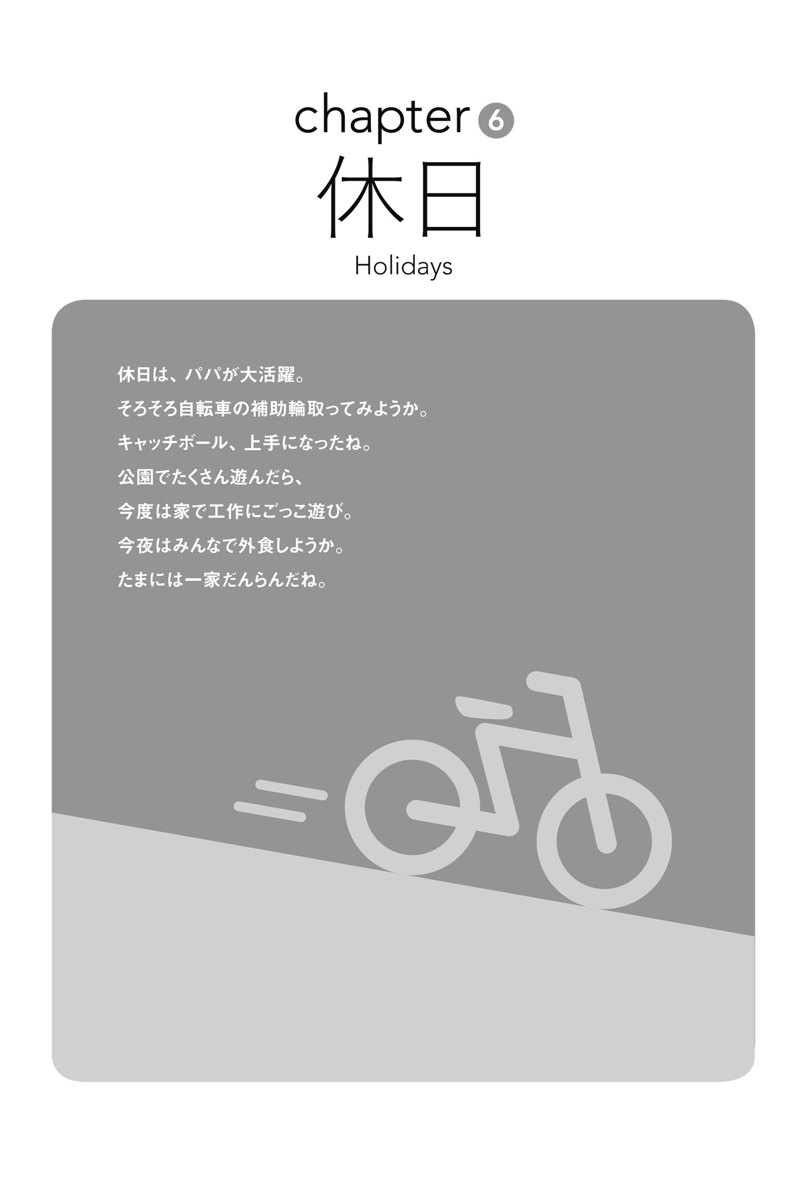 chapter 6
休日
Holidays
休日は、パパが大活躍。
そろそろ自転車の補助輪取ってみようか。
キャッチボール、上手になったね。
公園でたくさん遊んだら、
今度は家で工作にごっこ遊び。
今夜はみんなで外食しようか。
たまには一家だんらんだね。